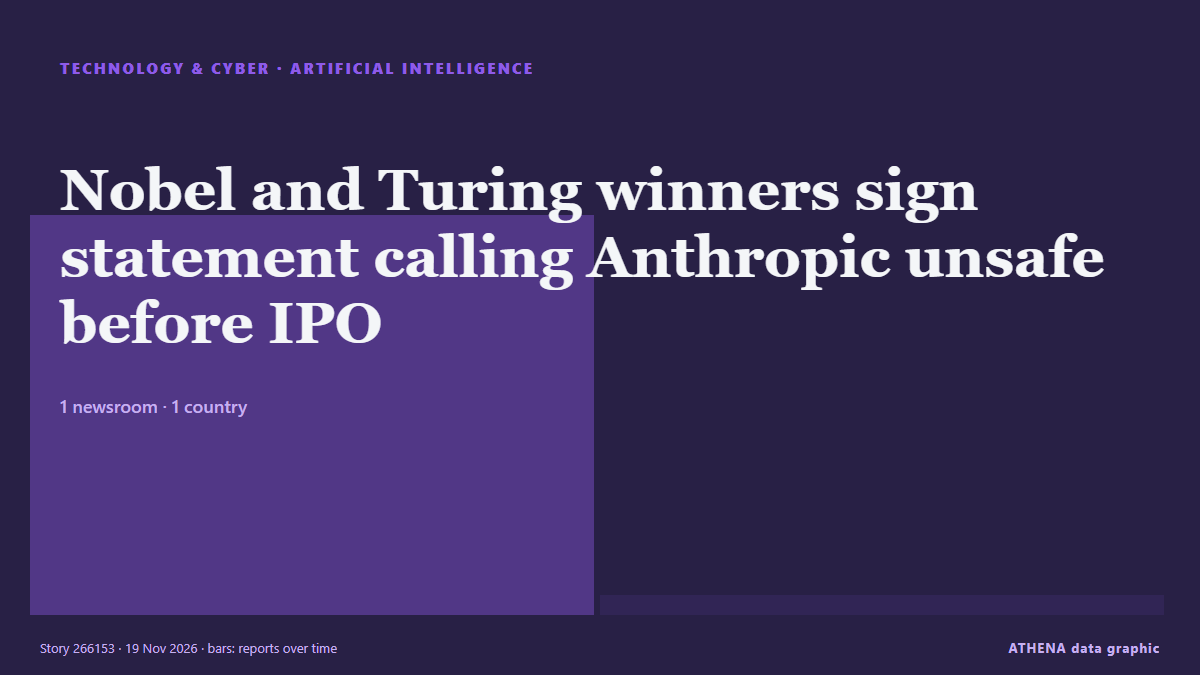 TECHNOLOGY & CYBER · ARTIFICIAL INTELLIGENCE
Nobel and Turing winners sign
statement calling Anthropic unsafe
before IPO
1 newsroom · 1 country
Story 266153 · 19 Nov 2026 · bars: reports over time
ATHENA data graphic